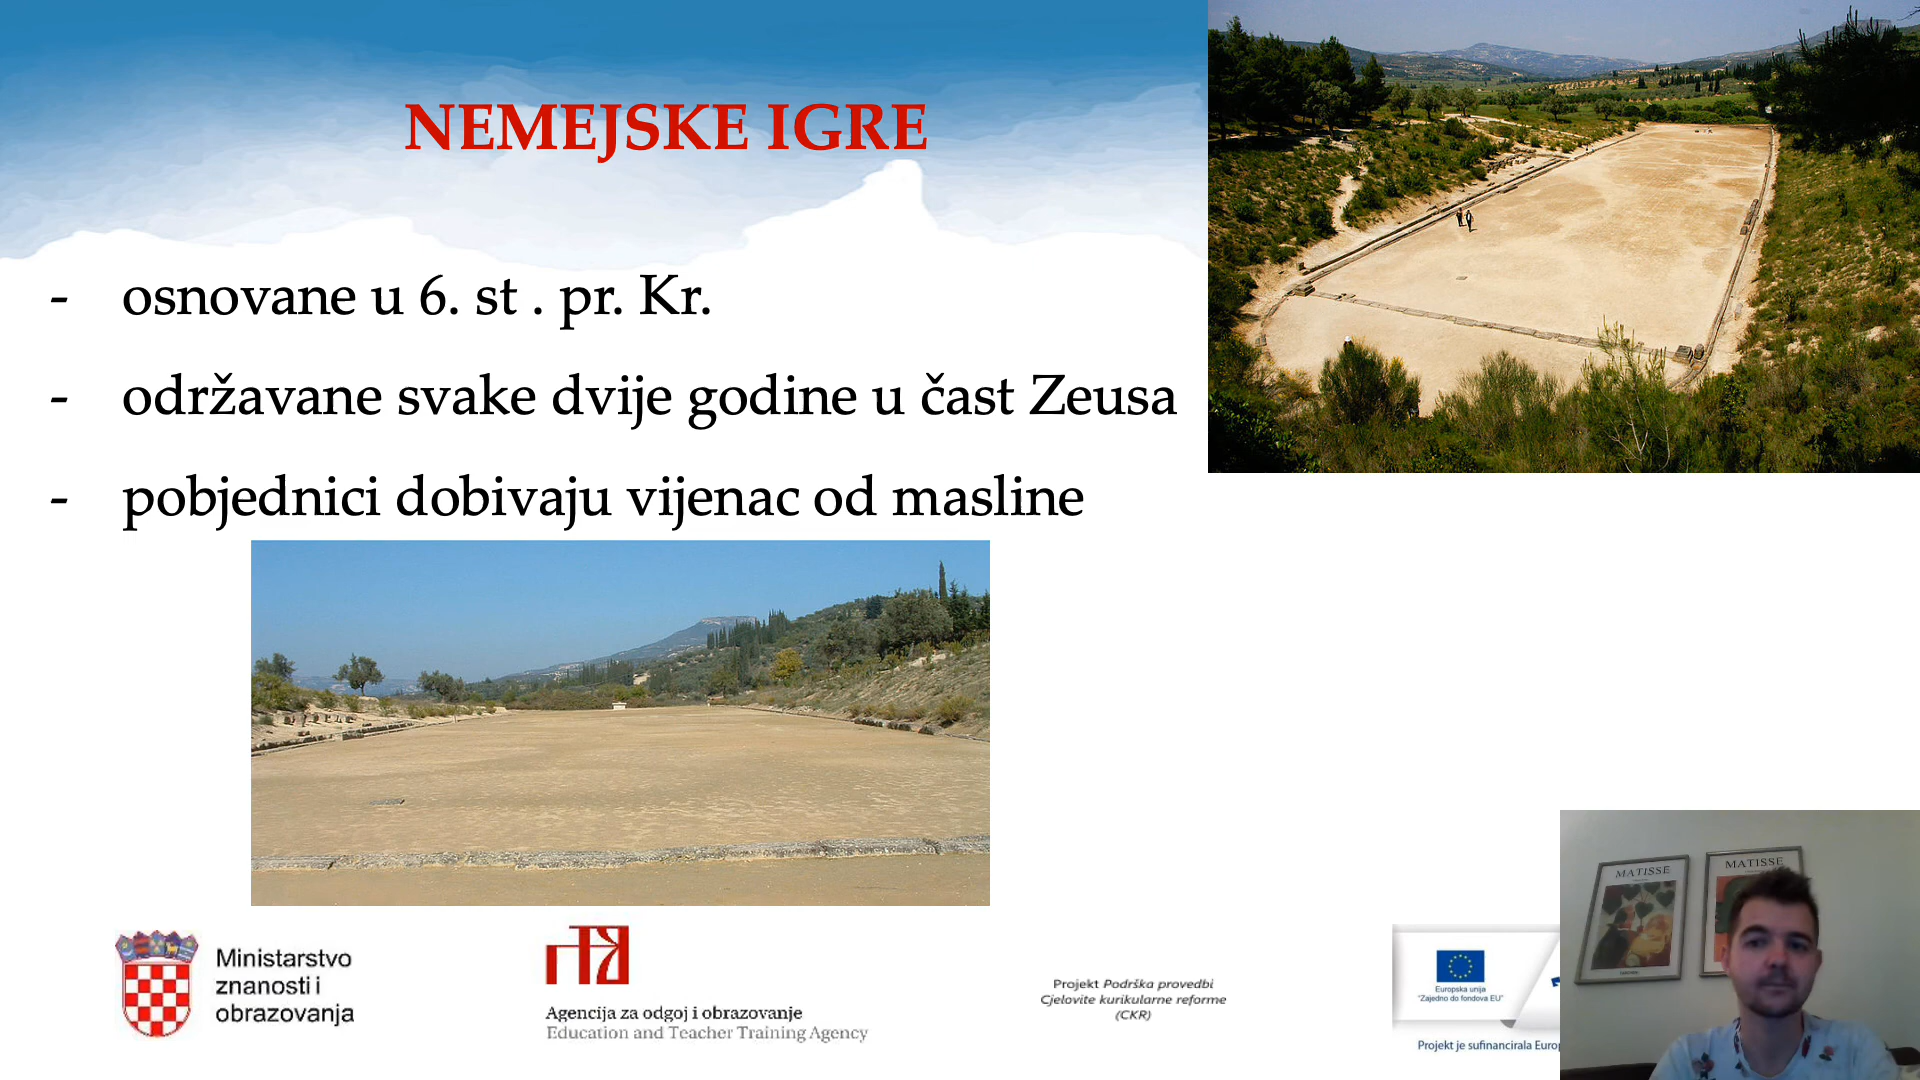 NEMEJSKE IGRE
- osnovane u 6. st . pr. Kr.
- održavane svake dvije godine u čast Zeusa
- pobjednici dobivaju vijenac od masline
MATISSE
MATISSE
Ministarstvo
znanosti i
obrazovanja
Agencija za odgoj i obrazovanje
Education and Teacher Training Agency
Projekt Podrška provedbi
Cjelovite kurikularne reforme
(CKR)
Europska unija
"Zajedno do fondova EU"
Projekt je sufinancirala Europ